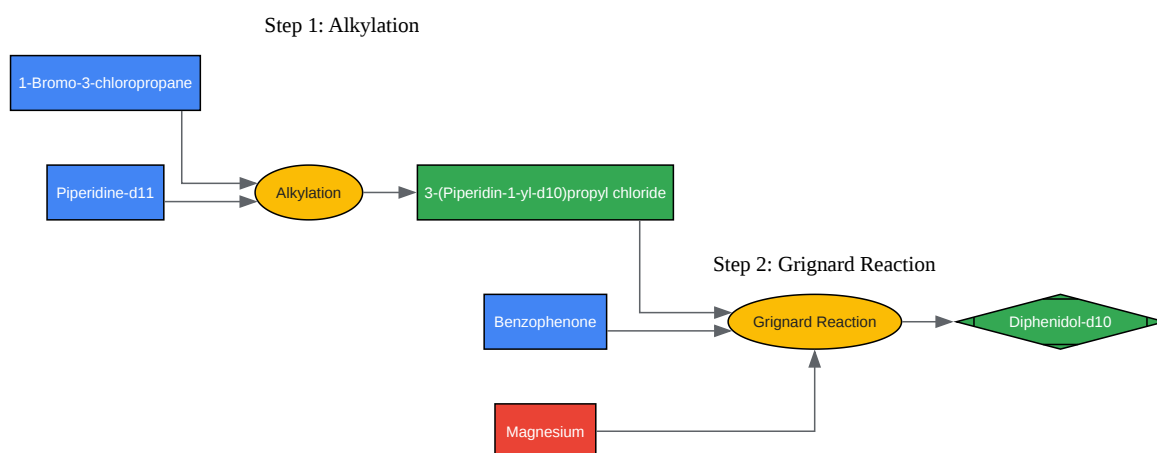 Step 1: Alkylation
1-Bromo-3-chloropropane
Piperidine-d11
Alkylation
3-(Piperidin-1-yl-d10)propyl chloride
Step 2: Grignard Reaction
Benzophenone
Grignard Reaction
Diphenidol-d10
Magnesium